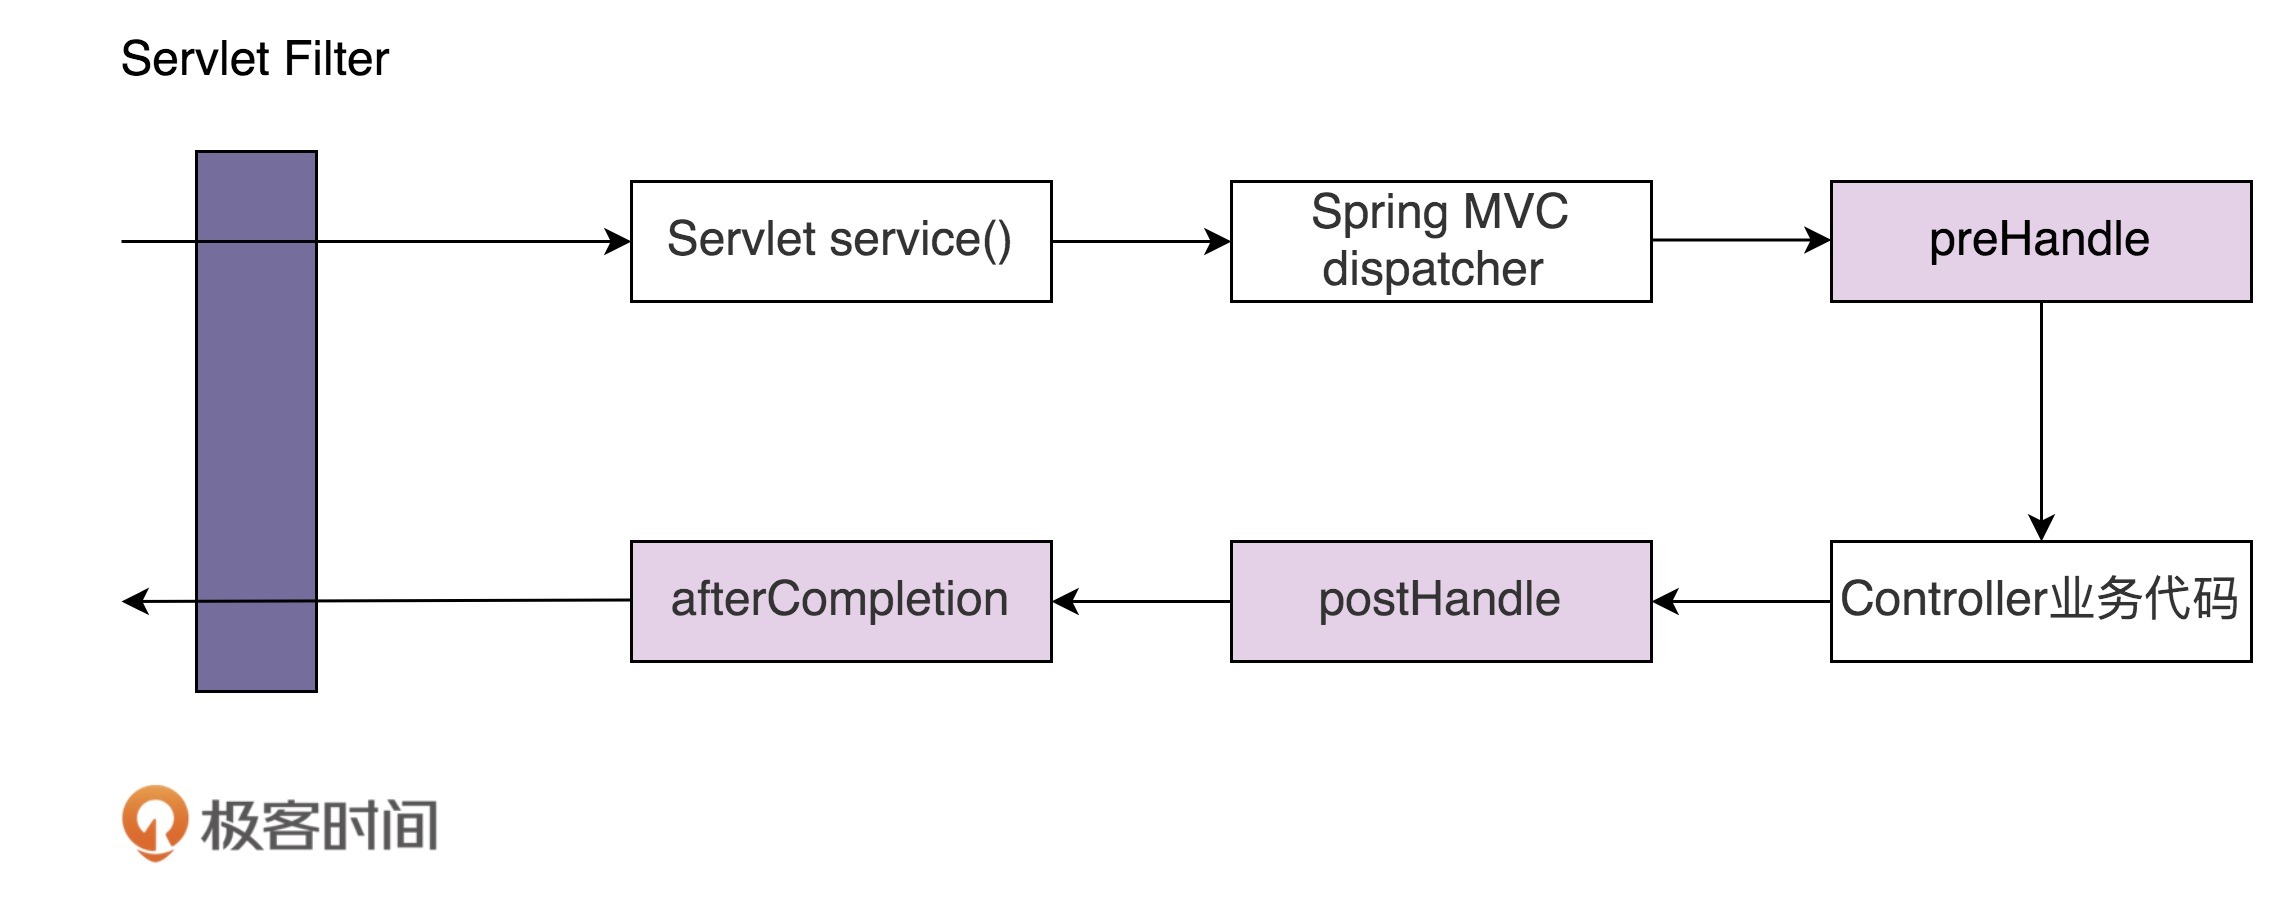 Servlet Filter
Servlet service()
Spring MVC
dispatcher
preHandle
afterCompletion
postHandle
Controller业务代码
极客时间